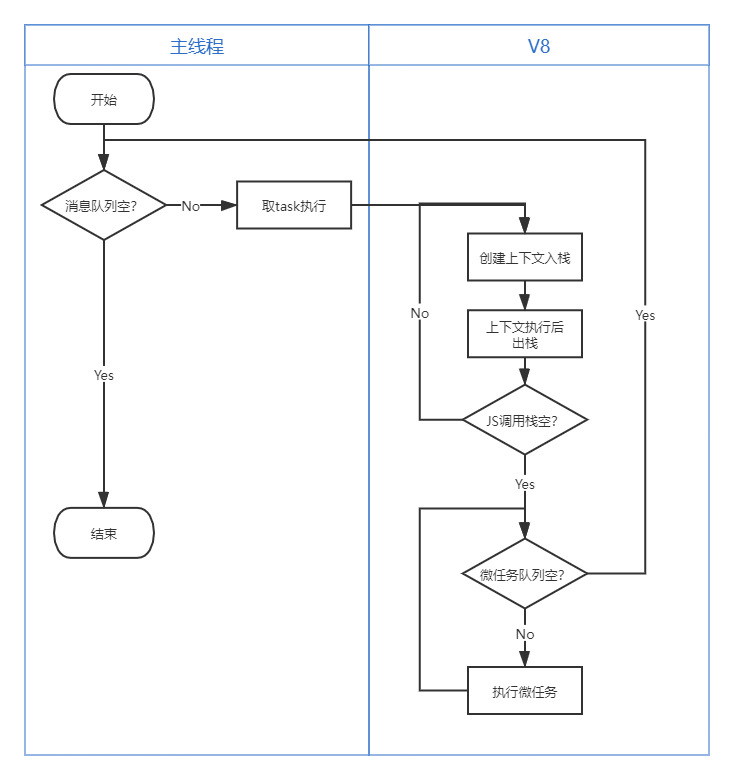 主线程
V8
开始
消息队列空?
No
取task执行
创建上下文入栈
No
Yes
上下文执行后
出栈
Yes
JS调用栈空?
Yes
结束
微任务队列空?
No
执行微任务